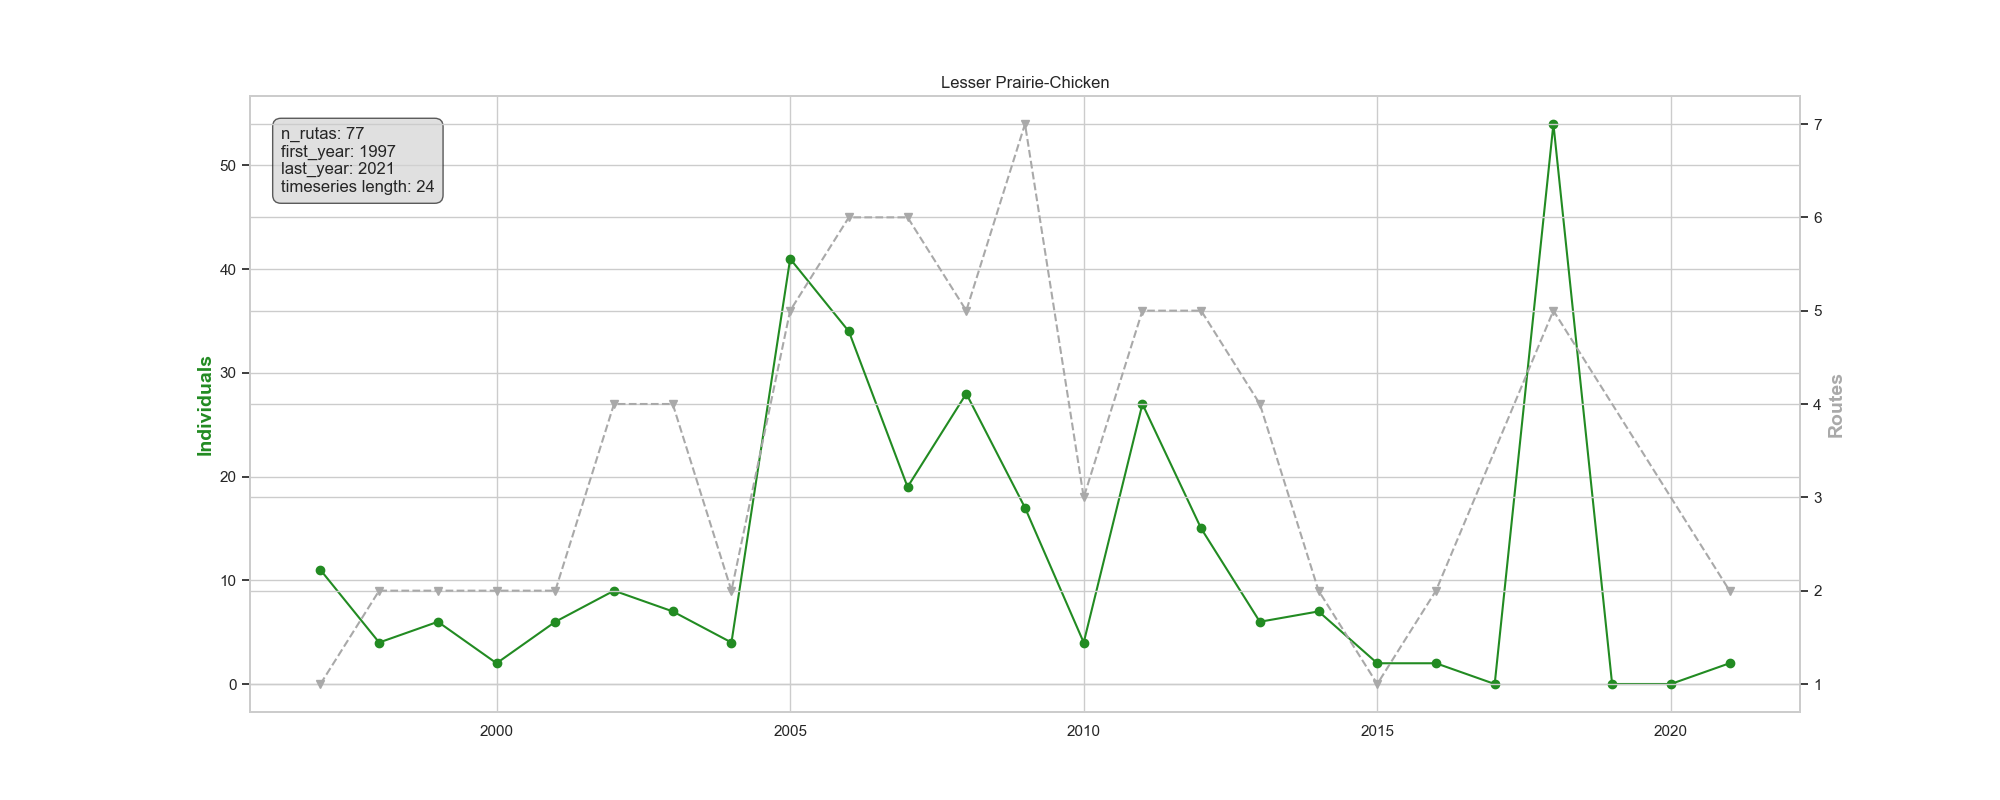 Lesser Prairie-Chicken
n_rutas: 77
first_year: 1997
last_year: 2021
timeseries length: 24
Individuals
50
40
30
20
10
0
7
6
5
4
3
2
1
Routes
2000
2005
2010
2015
2020